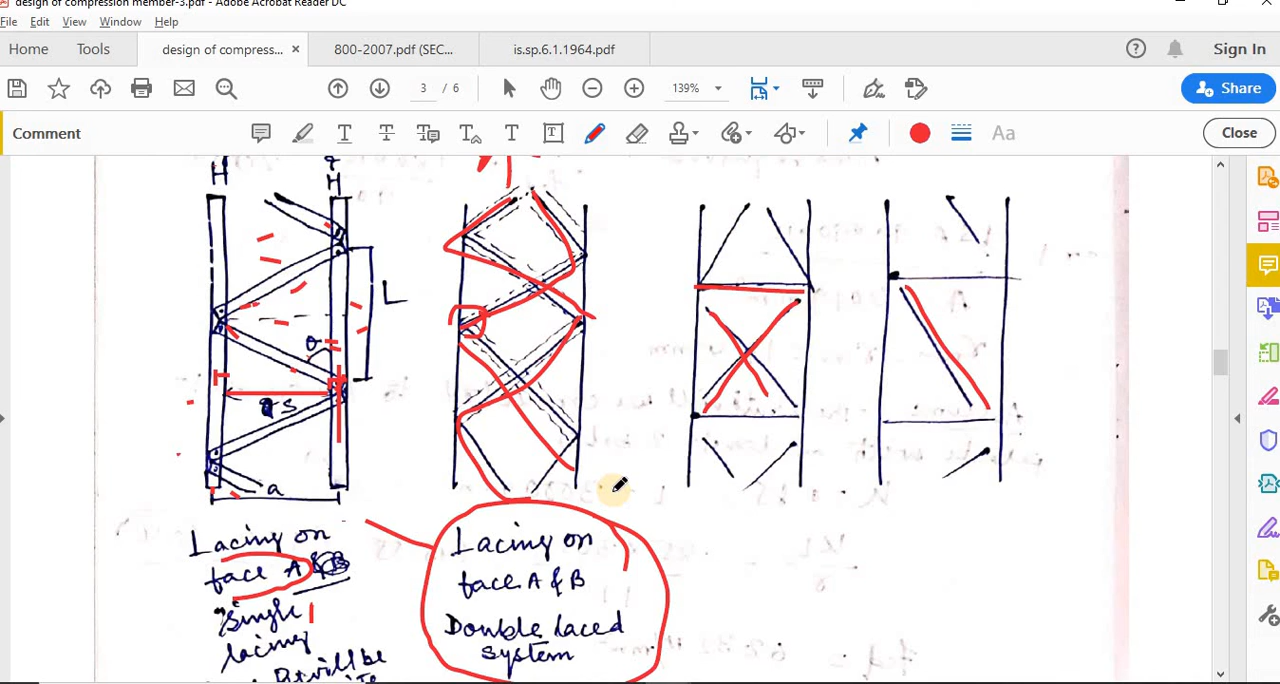 design of compression member-3.pdf - Adobe Acrobat Reader DC
File Edit View Window Help
Home Tools design of compress... × 800-2007.pdf (SEC... is.sp.6.1.1964.pdf Sign In
3 / 6 139% Share
Comment Aa Close
H H
L
θ
s
a
Lacing on
face A & B
"Single
lacing
Lacing on
face A & B
Double laced
system